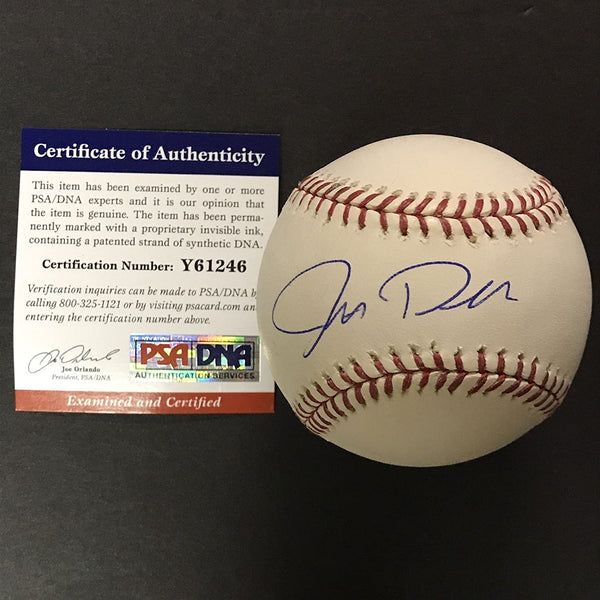 Certificate of Authenticity
This item has been examined by one or more
PSA/DNA experts and it is our opinion that
the item is genuine. The item has been perma-
nently marked with a proprietary invisible ink,
containing a patented strand of synthetic DNA.
Certification Number: Y61246
Verification inquiries can be made to PSA/DNA by
calling 800-325-1121 or by visiting psacard.com and
entering the certification number above.
Joe Orlando
President, PSA/DNA
PSA DNA
AUTHENTICATION SERVICES
Examined and Certified